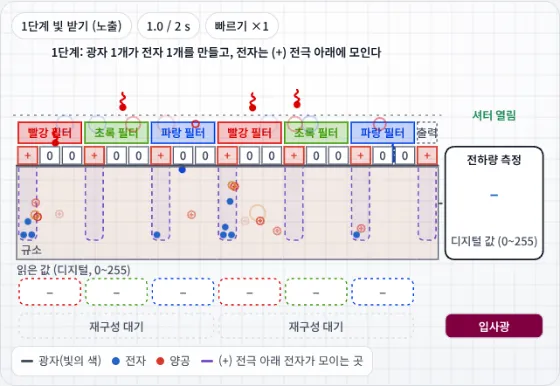 1단계 빛 받기 (노출) 1.0 / 2 s 빠르기 ×1
1단계: 광자 1개가 전자 1개를 만들고, 전자는 (+) 전극 아래에 모인다
셔터 열림
빨강 필터 초록 필터 파랑 필터 빨강 필터 초록 필터 파랑 필터 출력
+ 0 0 + 0 0 + 0 0 + 0 0 + 0 0 + 0 0 +
전하량 측정
–
디지털 값 (0~255)
규소
읽은 값 (디지털, 0~255)
– – – – – –
재구성 대기 재구성 대기
입사광
광자(빛의 색) 전자 양공 (+) 전극 아래 전자가 모이는 곳